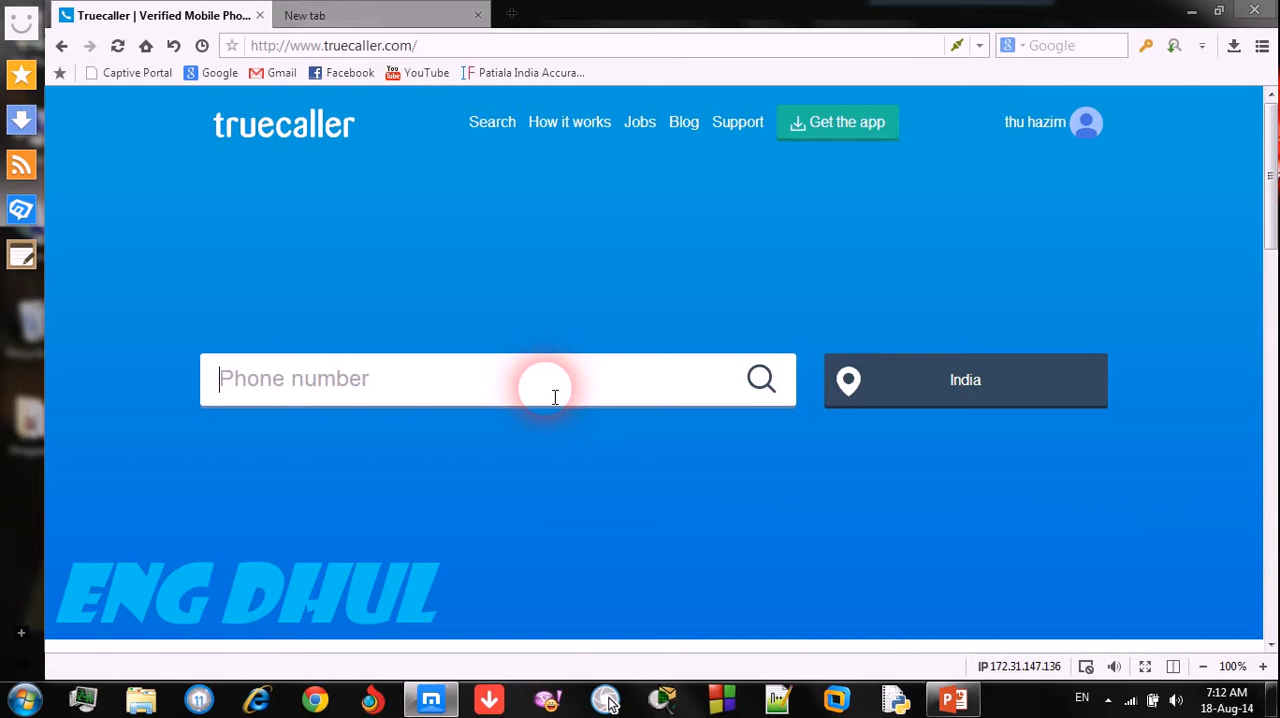 Truecaller | Verified Mobile Pho...
New tab
http://www.truecaller.com/
Google
Captive Portal
Google
Gmail
Facebook
YouTube
Patiala India Accura...
truecaller
Search
How it works
Jobs
Blog
Support
Get the app
thu hazim
Phone number
India
ENG DHUL
IP 172.31.147.136
100%
11
EN
7:12 AM
18-Aug-14